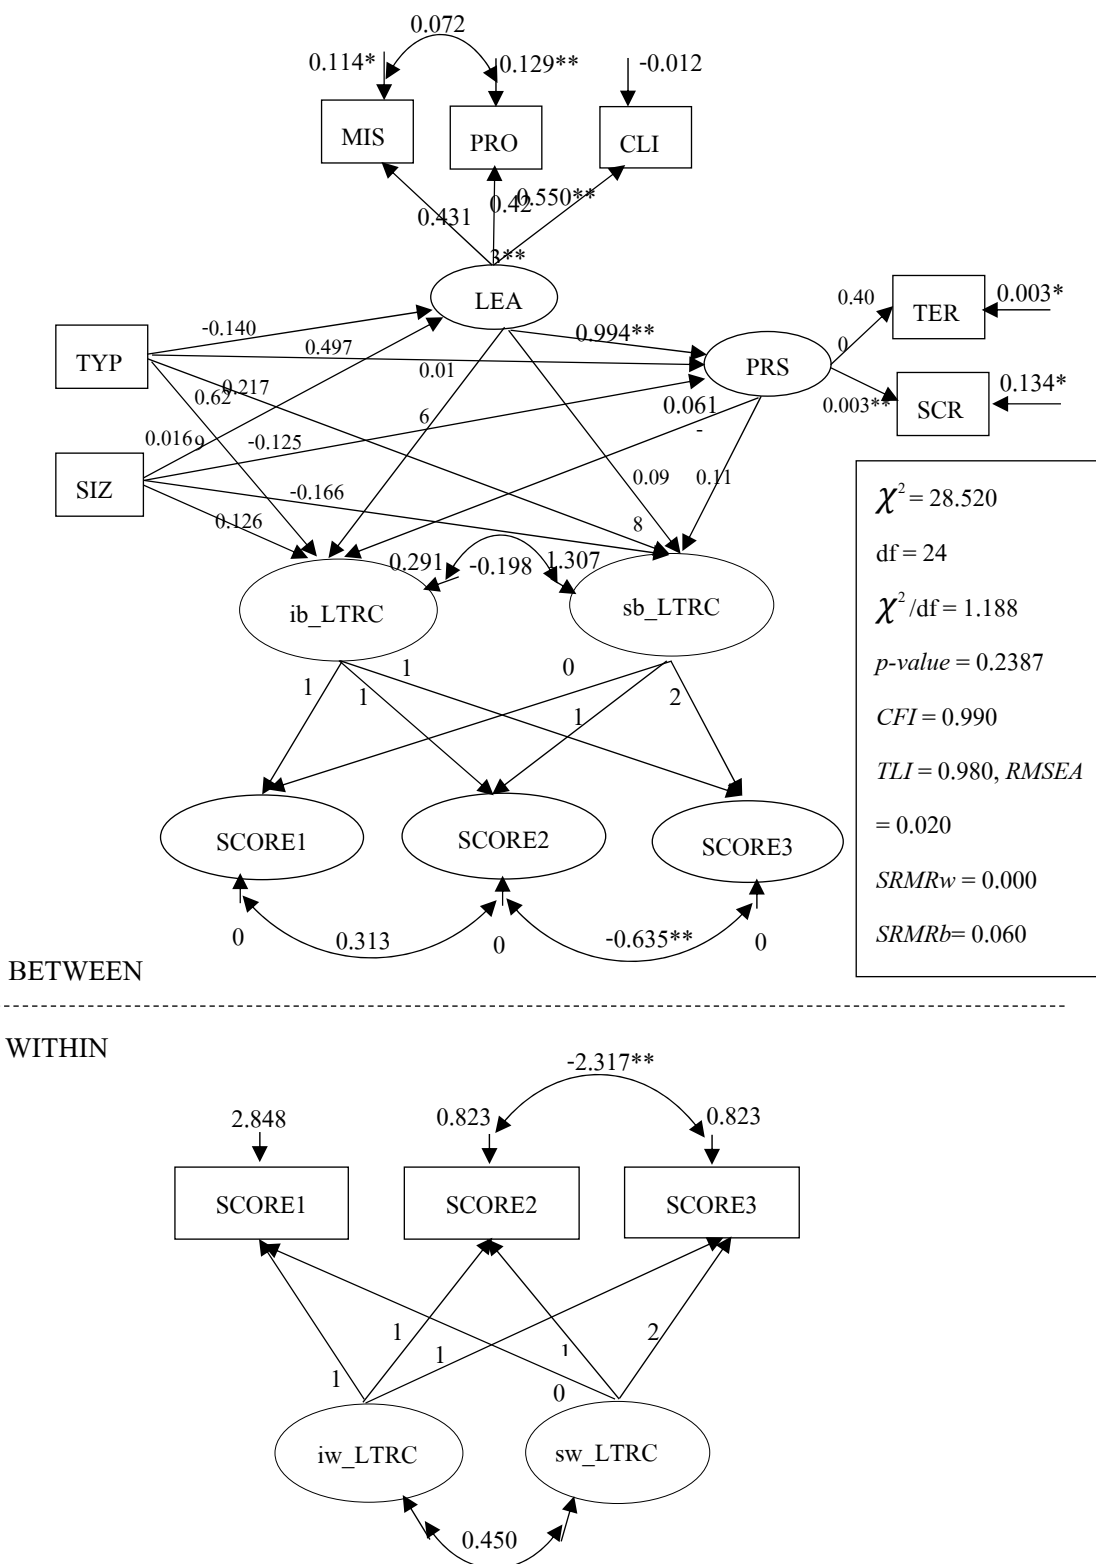 0.072
0.114*
0.129**
-0.012
MIS
PRO
CLI
0.431
0.42
0.550**
3**
LEA
0.40
TER
0.003*
-0.140
0.994**
TYP
0.497
0.01
PRS
0
0.134*
0.62
0.217
0.061
0.003**
SCR
6
-
0.016
9
-0.125
SIZ
-0.166
0.09
0.11
0.126
8
χ² = 28.520
df = 24
χ²/df = 1.188
p-value = 0.2387
CFI = 0.990
TLI = 0.980, RMSEA
= 0.020
SRMRw = 0.000
SRMRb= 0.060
0.291
-0.198
1.307
ib_LTRC
sb_LTRC
1
1
1
0
1
2
SCORE1
SCORE2
SCORE3
0
0.313
0
-0.635**
0
BETWEEN
WITHIN
-2.317**
2.848
0.823
0.823
SCORE1
SCORE2
SCORE3
1
1
1
1
2
0
iw_LTRC
sw_LTRC
0.450